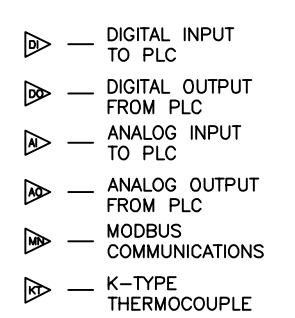 DI — DIGITAL INPUT
TO PLC
DO — DIGITAL OUTPUT
FROM PLC
AI — ANALOG INPUT
TO PLC
AO — ANALOG OUTPUT
FROM PLC
MN — MODBUS
COMMUNICATIONS
KT — K-TYPE
THERMOCOUPLE